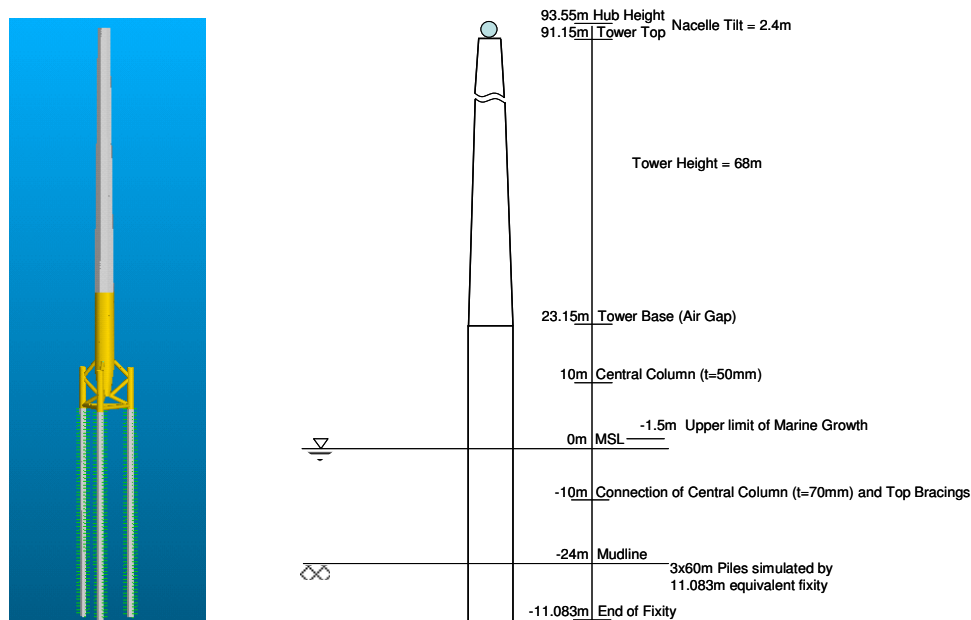 93.55m Hub Height
Nacelle Tilt = 2.4m
91.15m Tower Top
Tower Height = 68m
23.15m Tower Base (Air Gap)
10m Central Column (t=50mm)
-1.5m Upper limit of Marine Growth
0m MSL
-10m Connection of Central Column (t=70mm) and Top Bracings
-24m Mudline
3x60m Piles simulated by
11.083m equivalent fixity
-11.083m End of Fixity